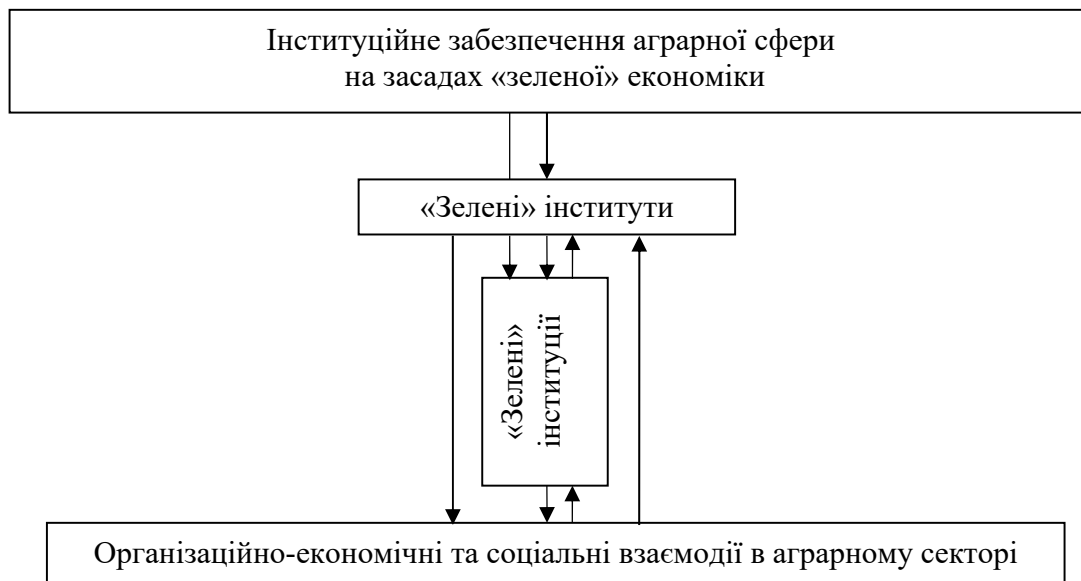 Інституційне забезпечення аграрної сфери
на засадах «зеленої» економіки
«Зелені» інститути
«Зелені»
інституції
Організаційно-економічні та соціальні взаємодії в аграрному секторі